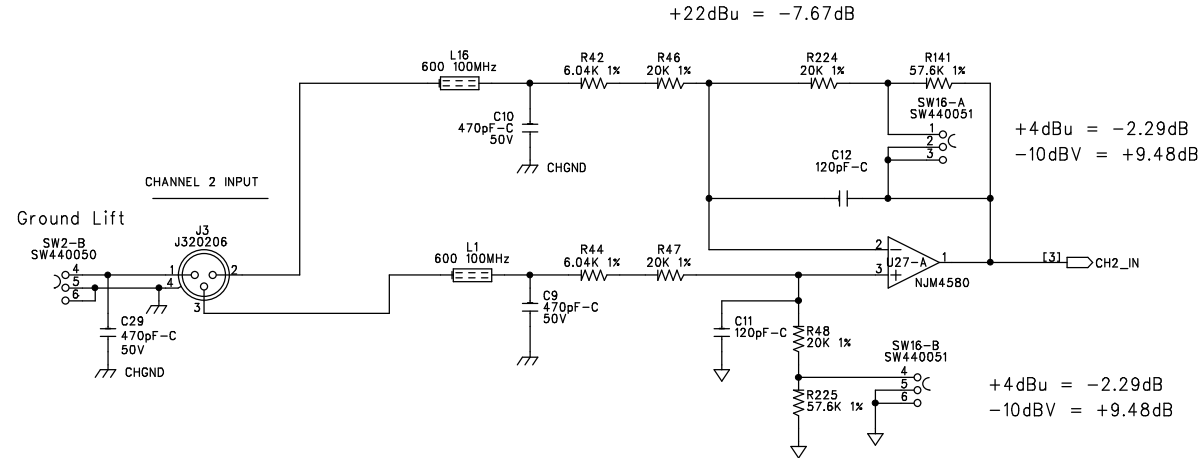 +22dBu = -7.67dB
L16
600 100MHz
R42
6.04K 1%
R46
20K 1%
R224
20K 1%
R141
57.6K 1%
SW16-A
SW440051
1
2
3
+4dBu = -2.29dB
-10dBV = +9.48dB
C10
470pF-C
50V
CHGND
C12
120pF-C
CHANNEL 2 INPUT
Ground Lift
SW2-B
SW440050
4
5
6
J3
J320206
1
4
2
3
L1
600 100MHz
R44
6.04K 1%
R47
20K 1%
2
3
U27-A
1
NJM4580
[3]
CH2_IN
C29
470pF-C
50V
CHGND
C9
470pF-C
50V
C11
120pF-C
R48
20K 1%
SW16-B
SW440051
4
5
6
R225
57.6K 1%
+4dBu = -2.29dB
-10dBV = +9.48dB